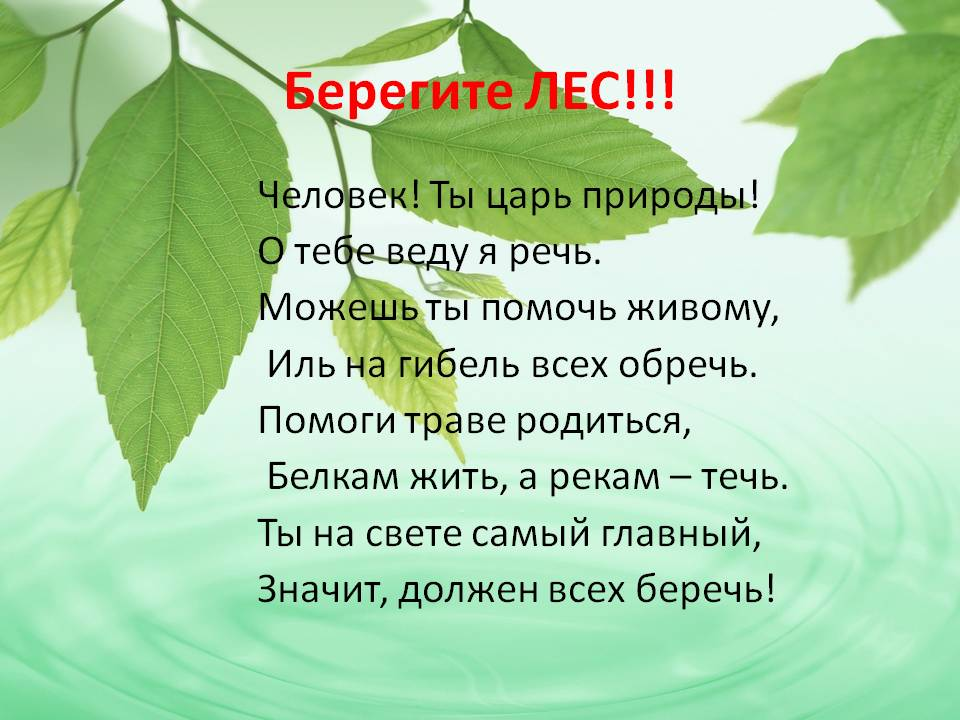 Берегите ЛЕС!!!
Человек! Ты царь природы!
О тебе веду я речь.
Можешь ты помочь живому,
Иль на гибель всех обречь.
Помоги траве родиться,
Белкам жить, а рекам – течь.
Ты на свете самый главный,
Значит, должен всех беречь!